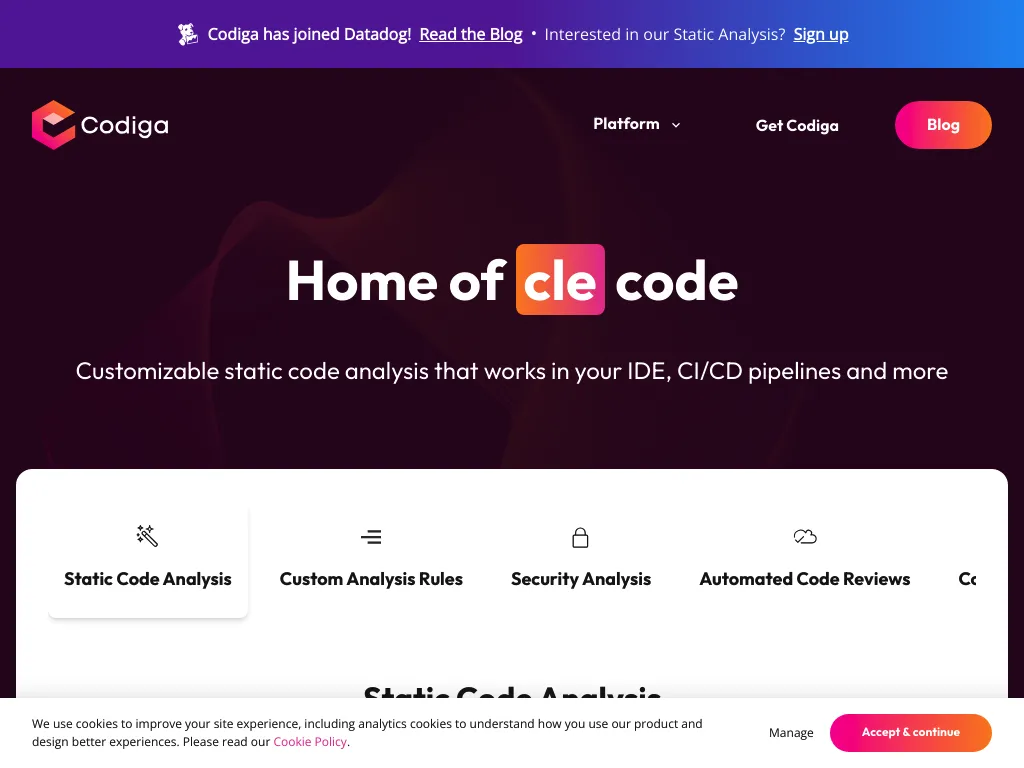 Codiga has joined Datadog! Read the Blog • Interested in our Static Analysis? Sign up
Codiga
Platform
Get Codiga
Blog
Home of cle code
Customizable static code analysis that works in your IDE, CI/CD pipelines and more
Static Code Analysis
Custom Analysis Rules
Security Analysis
Automated Code Reviews
Static Code Analysis
We use cookies to improve your site experience, including analytics cookies to understand how you use our product and
design better experiences. Please read our Cookie Policy.
Manage
Accept & continue